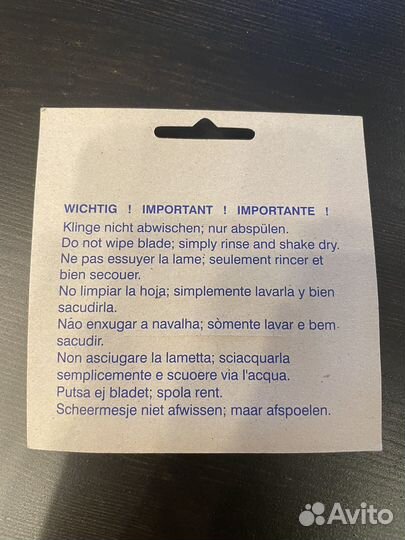 WICHTIG ! IMPORTANT ! IMPORTANTE !
Klinge nicht abwischen; nur abspülen.
Do not wipe blade; simply rinse and shake dry.
Ne pas essuyer la lame; seulement rincer et
bien secouer.
No limpiar la hoja; simplemente lavarla y bien
sacudirla.
Náo enxugar a navalha; sòmente lavar e bem
sacudir.
Non asciugare la lametta; sciacquarla
semplicemente e scuoere via l'acqua.
Putsa ej bladet; spola rent.
Scheermesje niet afwissen; maar afspoelen.
Avito